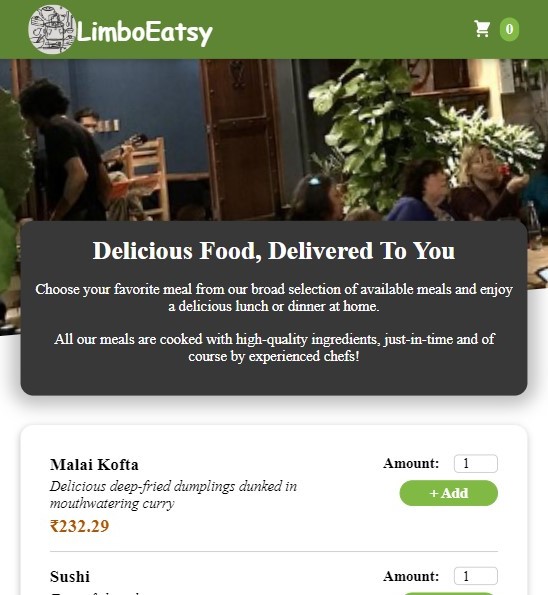 LimboEatsy
0
Delicious Food, Delivered To You
Choose your favorite meal from our broad selection of available meals and enjoy
a delicious lunch or dinner at home.
All our meals are cooked with high-quality ingredients, just-in-time and of
course by experienced chefs!
Malai Kofta
Amount: 1
Delicious deep-fried dumplings dunked in
mouthwatering curry
+ Add
₹232.29
Sushi
Amount: 1